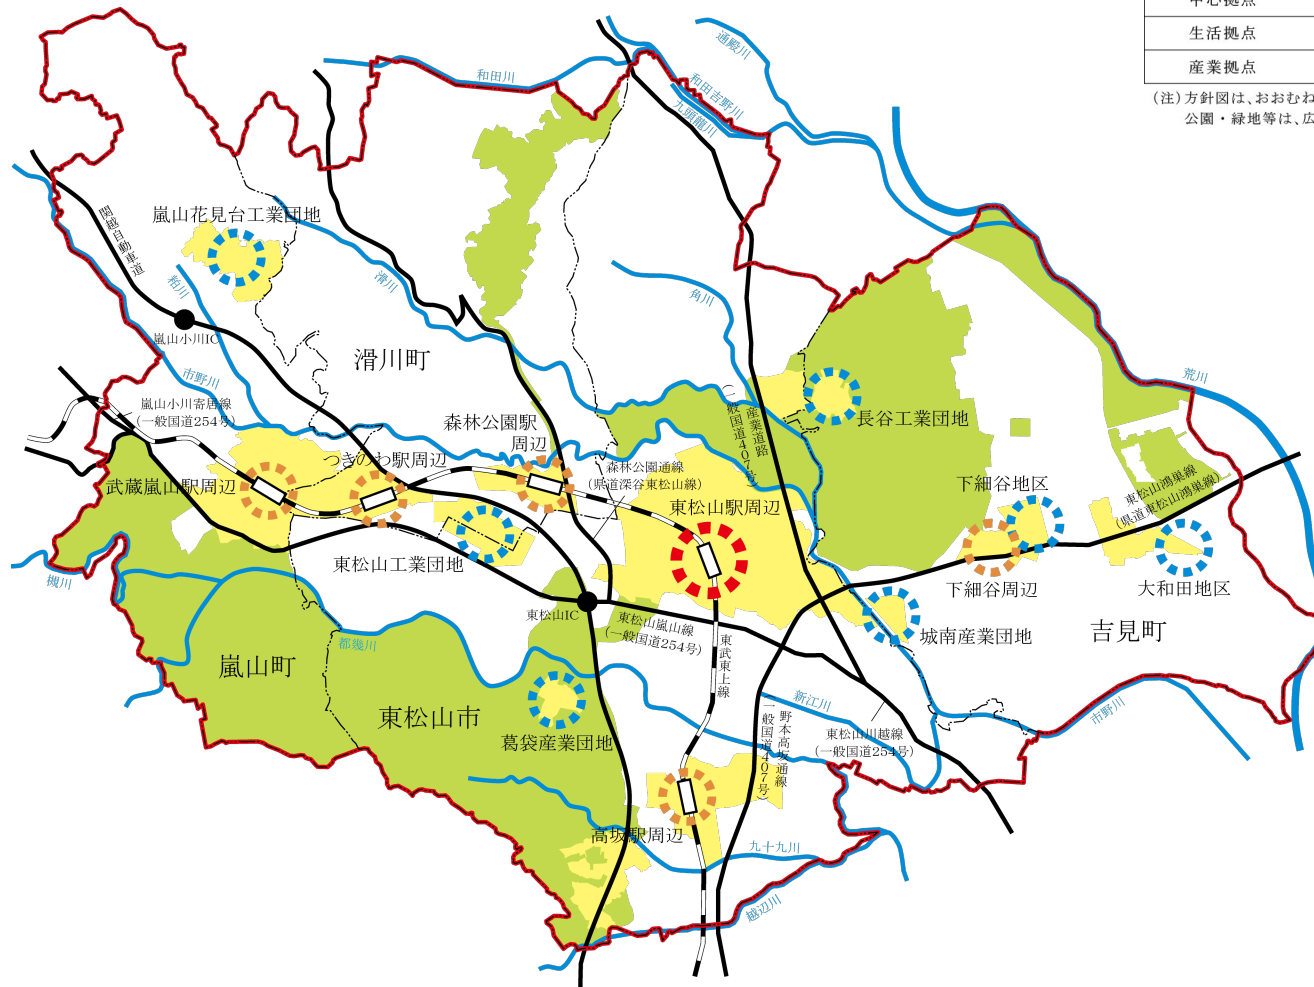 中心拠点
生活拠点
産業拠点
(注)方針図は、おおむね
公園・緑地等は、広
通殿川
和田川
和田吉野川
九頭龍川
関越自動車道
嵐山花見台工業団地
粕川
滑川
角川
嵐山小川IC
滑川町
市野川
荒川
嵐山小川寄居線
(一般国道254号)
森林公園駅
周辺
産業道路
(一般国道407号)
長谷工業団地
つきのわ駅周辺
武蔵嵐山駅周辺
森林公園通線
(県道深谷東松山線)
東松山駅周辺
下細谷地区
東松山鴻巣線
(県道東松山鴻巣線)
東松山工業団地
槻川
下細谷周辺
大和田地区
東松山IC
東松山嵐山線
(一般国道254号)
城南産業団地
吉見町
都幾川
嵐山町
東武東上線
東松山市
新江川
野本高坂通線
(一般国道407号)
東松山川越線
(一般国道254号)
市野川
葛袋産業団地
高坂駅周辺
九十九川
越辺川